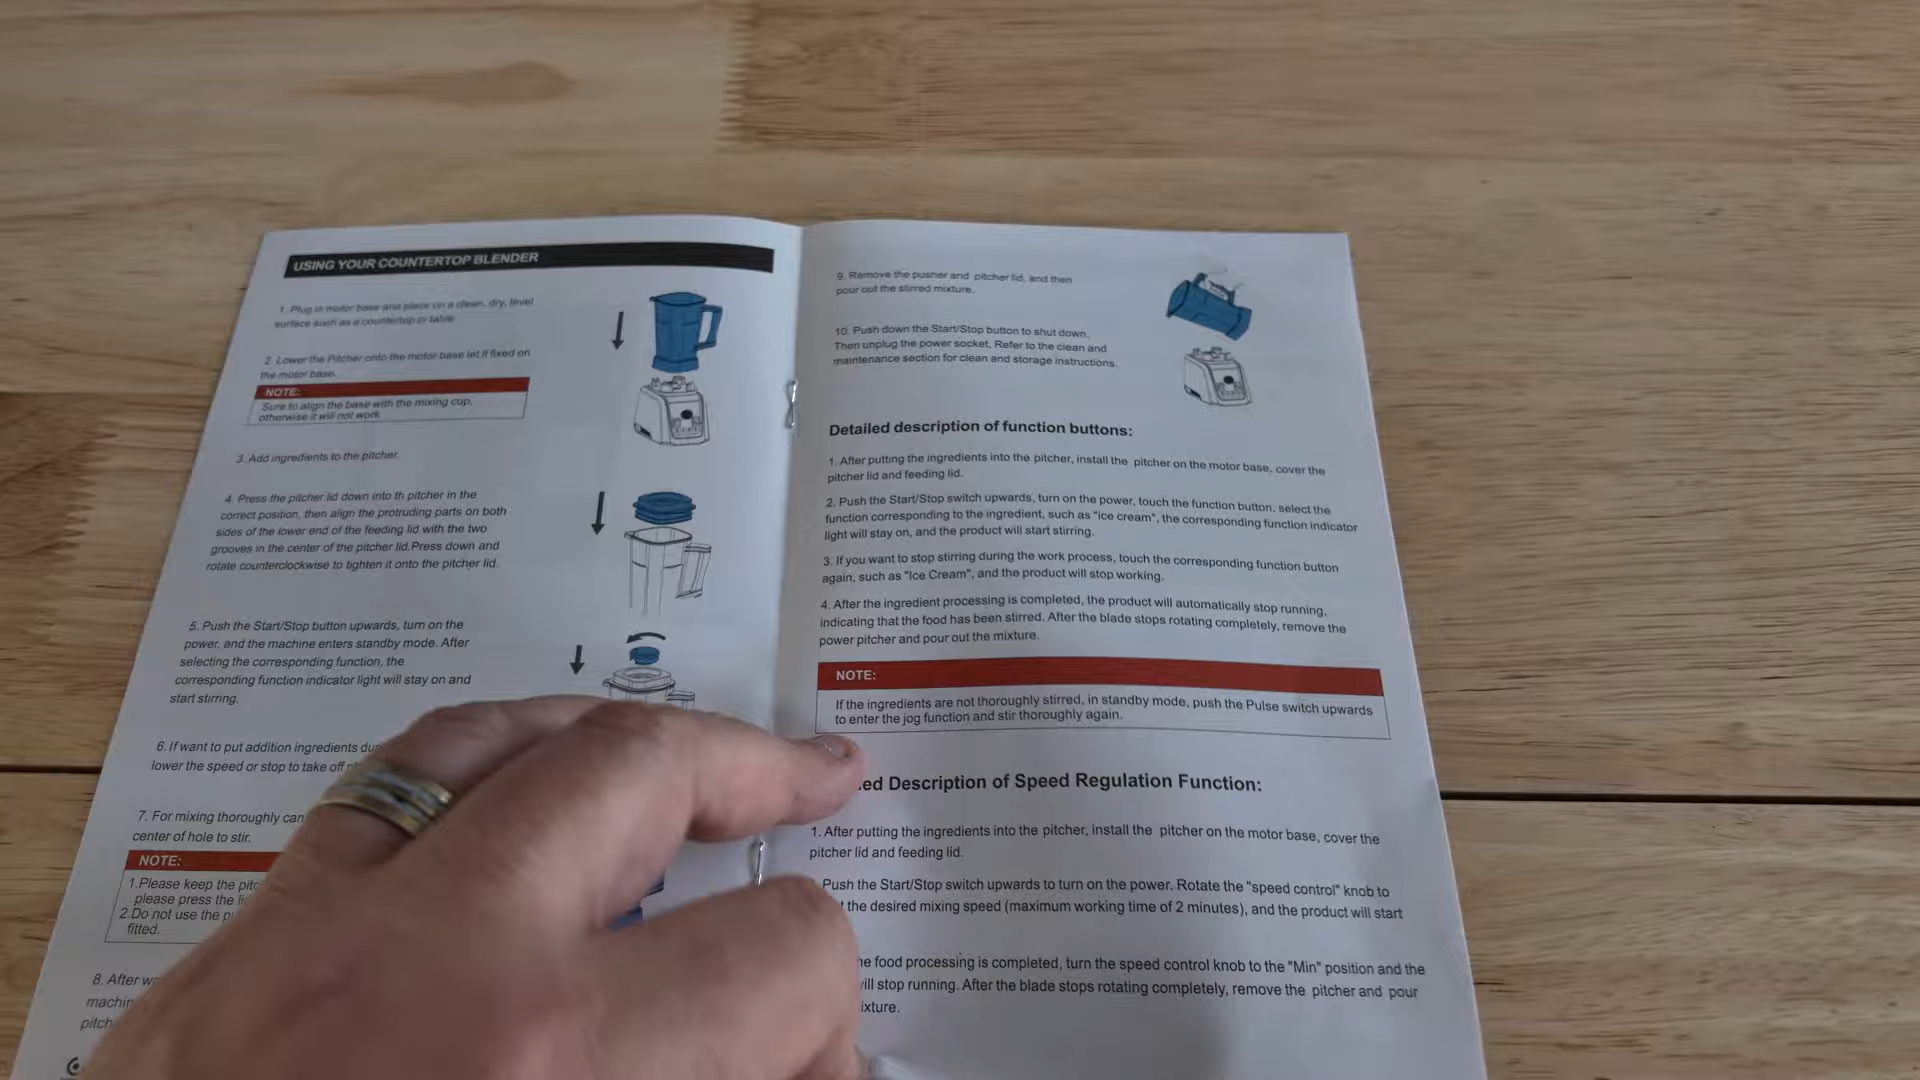 USING YOUR COUNTERTOP BLENDER
1. Plug in motor base and place on a clean, dry, level
surface such as a countertop or table.
2. Lower the Pitcher onto the motor base let it fixed on
the motor base.
NOTE:
Sure to align the base with the mixing cup,
otherwise it will not work
3. Add ingredients to the pitcher.
4. Press the pitcher lid down into th pitcher in the
correct position, then align the protruding parts on both
sides of the lower end of the feeding lid with the two
grooves in the center of the pitcher lid.Press down and
rotate counterclockwise to tighten it onto the pitcher lid.
5. Push the Start/Stop button upwards, turn on the
power, and the machine enters standby mode. After
selecting the corresponding function, the
corresponding function indicator light will stay on and
start stirring.
6. If want to put addition ingredients
lower the speed or stop to take off
7. For mixing thoroughly can
center of hole to stir.
NOTE:
1.Please keep the
please press the
2.Do not use the
fitted.
8. After
9. Remove the pusher and pitcher lid, and then
pour out the stirred mixture.
10. Push down the Start/Stop button to shut down.
Then unplug the power socket, Refer to the clean and
maintenance section for clean and storage instructions.
Detailed description of function buttons:
1. After putting the ingredients into the pitcher, install the pitcher on the motor base, cover the
pitcher lid and feeding lid.
2. Push the Start/Stop switch upwards, turn on the power, touch the function button, select the
function corresponding to the ingredient, such as "ice cream", the corresponding function indicator
light will stay on, and the product will start stirring.
3. If you want to stop stirring during the work process, touch the corresponding function button
again, such as "Ice Cream", and the product will stop working.
4. After the ingredient processing is completed, the product will automatically stop running,
indicating that the food has been stirred. After the blade stops rotating completely, remove the
power pitcher and pour out the mixture.
NOTE:
If the ingredients are not thoroughly stirred, in standby mode, push the Pulse switch upwards
to enter the jog function and stir thoroughly again.
ed Description of Speed Regulation Function:
1. After putting the ingredients into the pitcher, install the pitcher on the motor base, cover the
pitcher lid and feeding lid.
Push the Start/Stop switch upwards to turn on the power. Rotate the "speed control" knob to
the desired mixing speed (maximum working time of 2 minutes), and the product will start
food processing is completed, turn the speed control knob to the "Min" position and the
will stop running. After the blade stops rotating completely, remove the pitcher and pour
ixture.